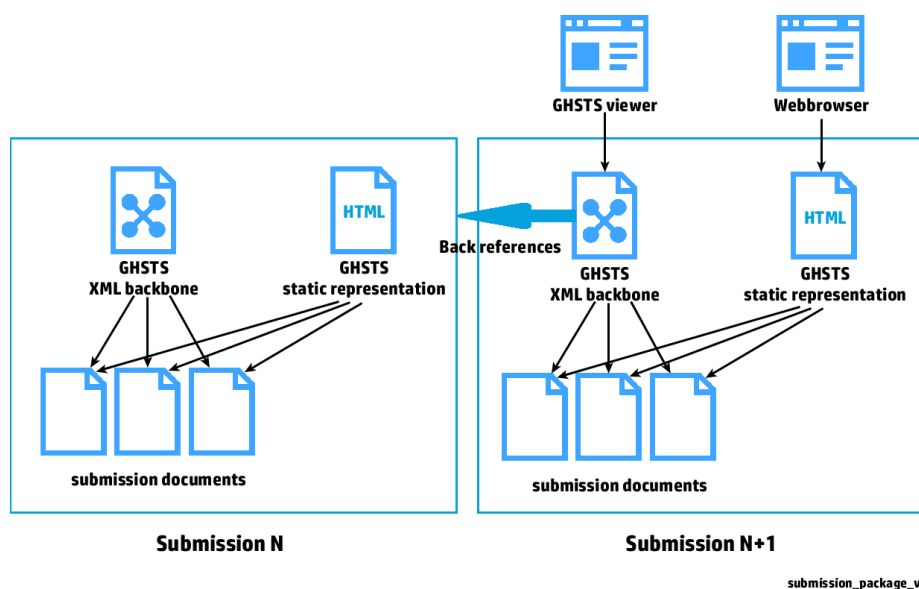 GHSTS viewer
Webbrowser
HTML
HTML
Back references
GHSTS
XML backbone
GHSTS
static representation
GHSTS
XML backbone
GHSTS
static representation
submission documents
submission documents
Submission N
Submission N+1
submission_package_v